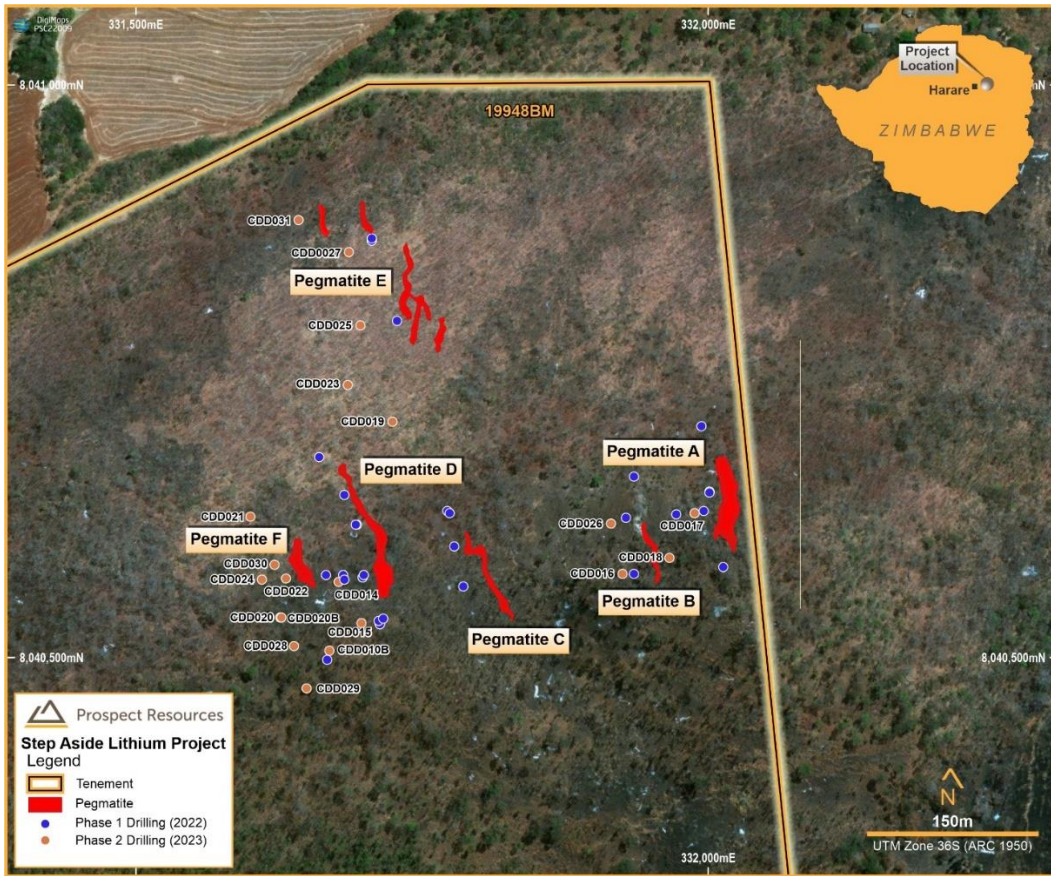 DigiMaps
PSC22009
331,500mE
332,000mE
8,041,000mN
19948BM
Project
Location
Harare
ZIMBABWE
CDD031
CDD0027
Pegmatite E
CDD025
CDD023
CDD019
Pegmatite D
Pegmatite A
CDD021
CDD026
CDD017
Pegmatite F
CDD030
CDD018
CDD024
CDD016
CDD022
CDD014
Pegmatite B
CDD020
CDD020B
CDD015
Pegmatite C
CDD028
CDD010B
8,040,500mN
8,040,500mN
CDD029
Prospect Resources
Step Aside Lithium Project
Legend
Tenement
Pegmatite
Phase 1 Drilling (2022)
Phase 2 Drilling (2023)
N
150m
UTM Zone 36S (ARC 1950)
332,000mE